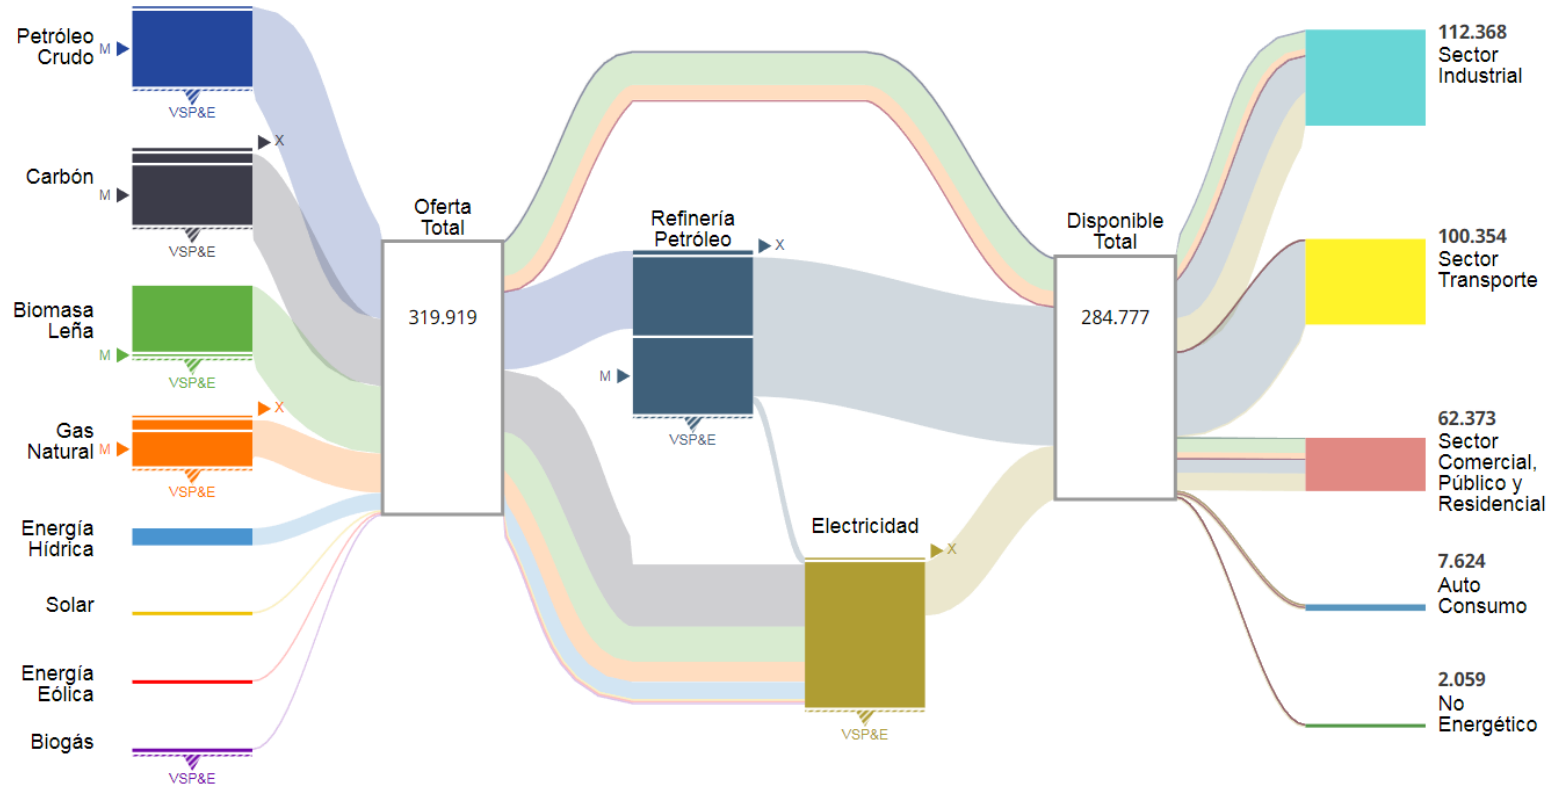 Petróleo
Crudo
M
VSP&E
X
Carbón
M
VSP&E
Biomasa
Leña
M
VSP&E
X
Gas
Natural
M
VSP&E
Energía
Hídrica
Solar
Energía
Eólica
Biogás
VSP&E
Oferta
Total
319.919
Refinería
Petróleo
X
M
VSP&E
Electricidad
X
VSP&E
Disponible
Total
284.777
112.368
Sector
Industrial
100.354
Sector
Transporte
62.373
Sector
Comercial,
Público y
Residencial
7.624
Auto
Consumo
2.059
No
Energético